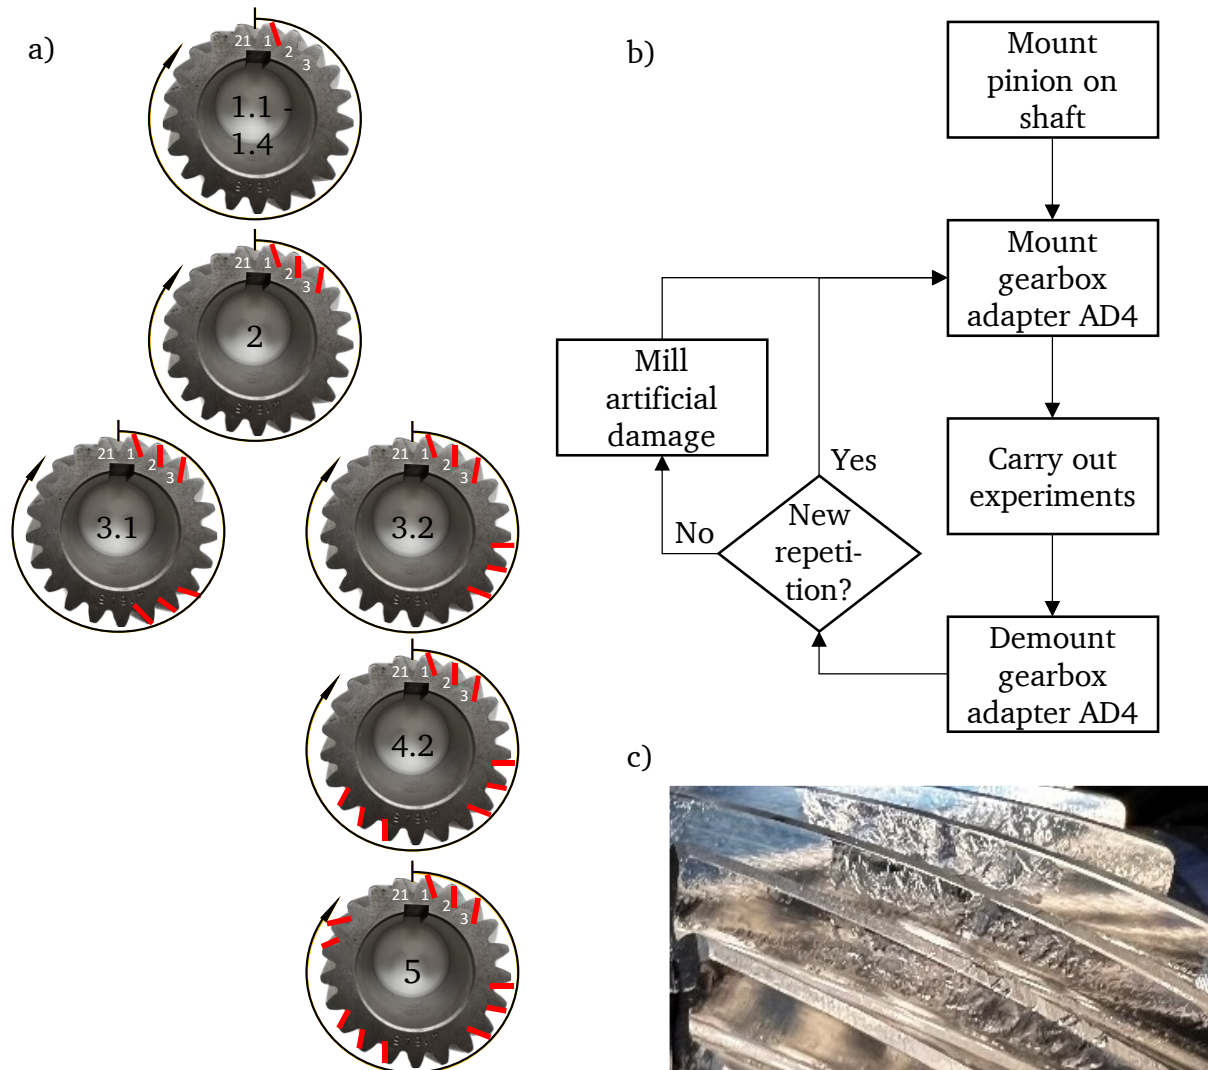 a)
21 1 2 3
1.1 -
1.4
21 1 2 3
2
21 1 2 3
3.1
21 1 2 3
3.2
21 1 2 3
4.2
21 1 2 3
5
b)
Mount
pinion on
shaft
Mount
gearbox
adapter AD4
Carry out
experiments
Demount
gearbox
adapter AD4
New
repeti-
tion?
Yes
No
Mill
artificial
damage
c)